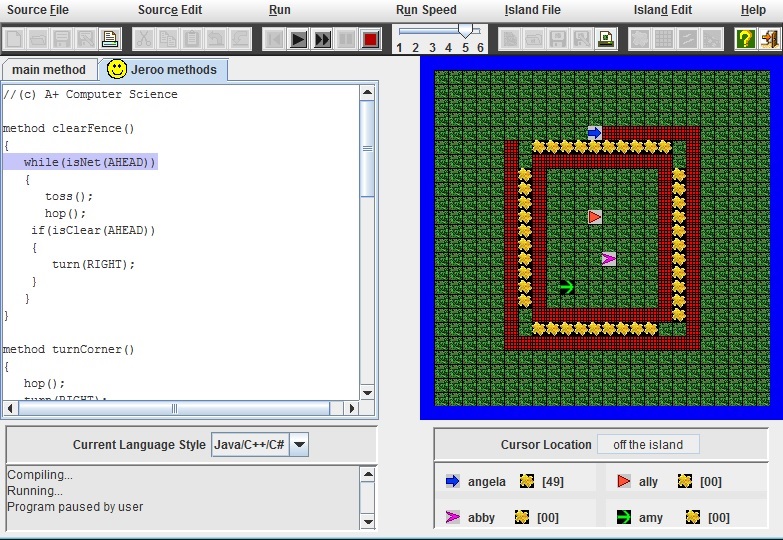 Source File Source Edit Run Run Speed Island File Island Edit Help
1 2 3 4 5 6
main method Jeroo methods
//(c) A+ Computer Science
method clearFence()
{
while(isNet(AHEAD))
{
toss();
hop();
if(isClear(AHEAD))
{
turn(RIGHT);
}
}
}
method turnCorner()
{
hop();
turn(RIGHT);
Current Language Style Java/C++/C#
Cursor Location off the island
Compiling...
Running...
Program paused by user
angela [49] ally [00]
abby [00] amy [00]